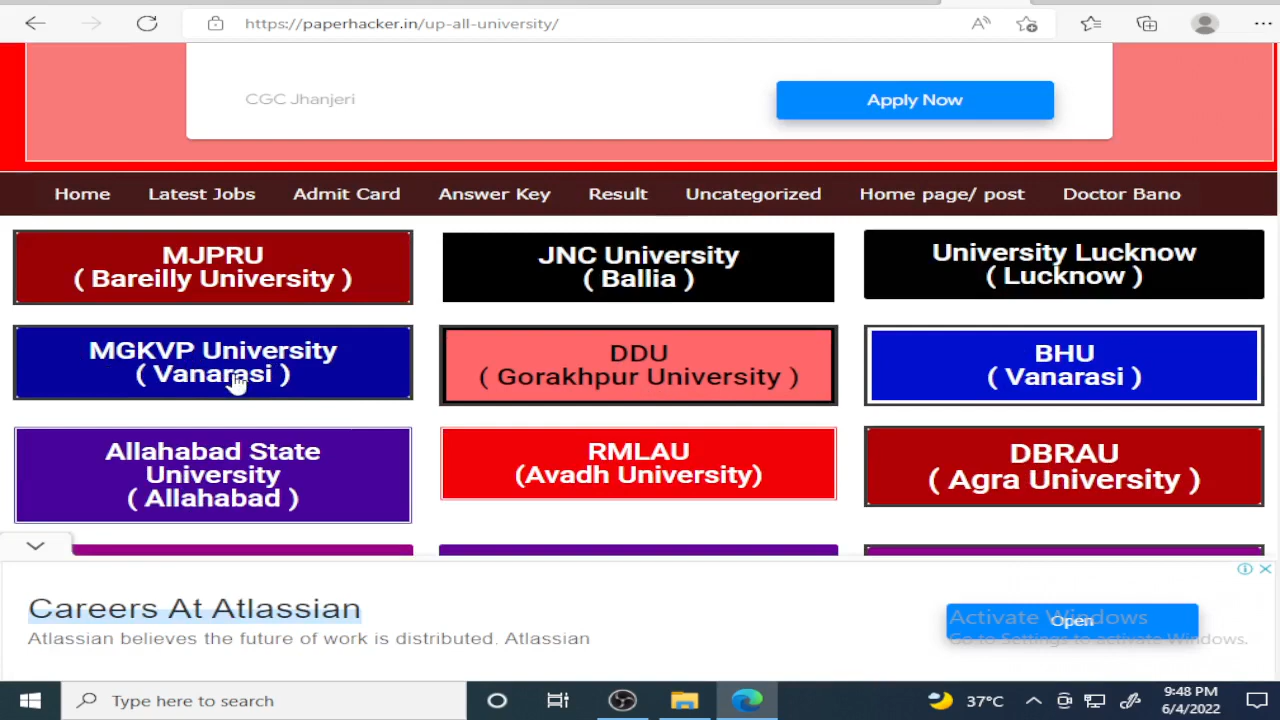 https://paperhacker.in/up-all-university/
CGC Jhanjeri
Apply Now
Home Latest Jobs Admit Card Answer Key Result Uncategorized Home page/ post Doctor Bano
MJPRU
( Bareilly University )
JNC University
( Ballia )
University Lucknow
( Lucknow )
MGKVP University
( Vanarasi )
DDU
( Gorakhpur University )
BHU
( Vanarasi )
Allahabad State
University
( Allahabad )
RMLAU
(Avadh University)
DBRAU
( Agra University )
Careers At Atlassian
Atlassian believes the future of work is distributed. Atlassian
Open
Activate Windows
Go to Settings to activate Windows.
Type here to search
37°C
9:48 PM
6/4/2022